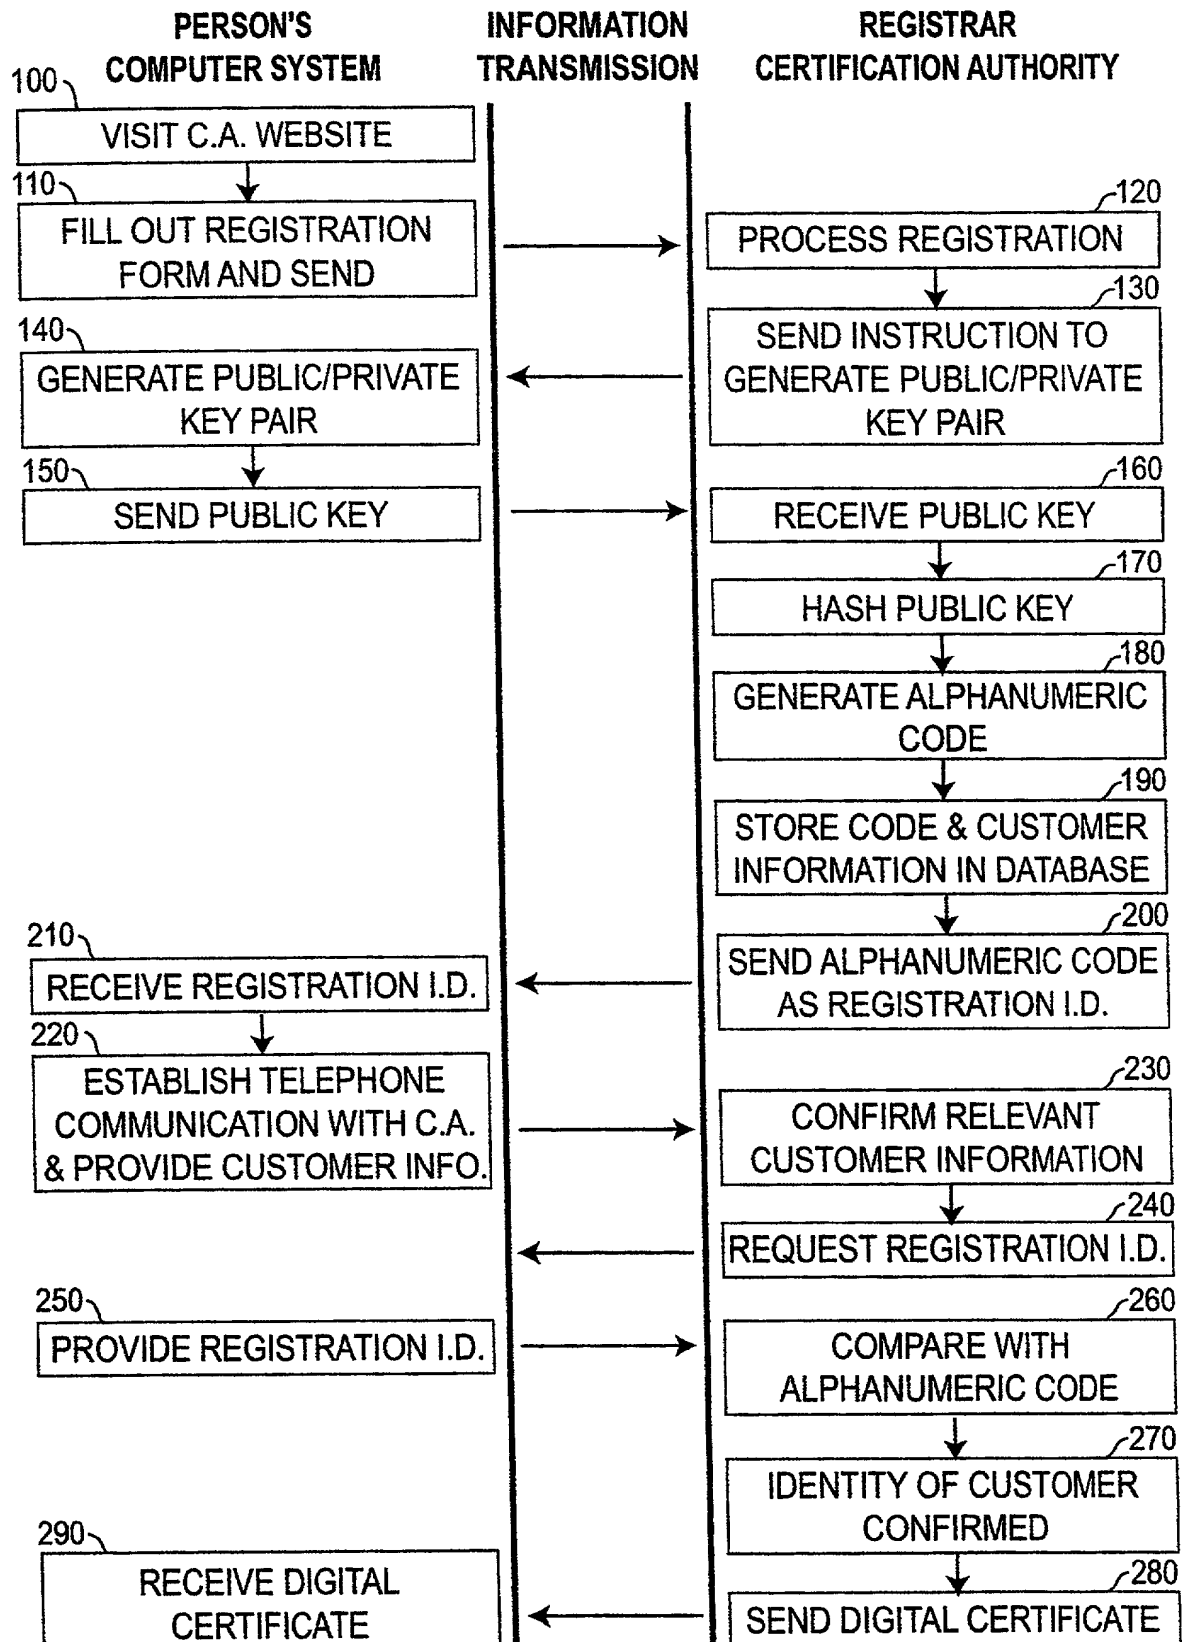 PERSON'S
COMPUTER SYSTEM
INFORMATION
TRANSMISSION
REGISTRAR
CERTIFICATION AUTHORITY
100
VISIT C.A. WEBSITE
110
FILL OUT REGISTRATION
FORM AND SEND
120
PROCESS REGISTRATION
130
SEND INSTRUCTION TO
GENERATE PUBLIC/PRIVATE
KEY PAIR
140
GENERATE PUBLIC/PRIVATE
KEY PAIR
150
SEND PUBLIC KEY
160
RECEIVE PUBLIC KEY
170
HASH PUBLIC KEY
180
GENERATE ALPHANUMERIC
CODE
190
STORE CODE & CUSTOMER
INFORMATION IN DATABASE
200
SEND ALPHANUMERIC CODE
AS REGISTRATION I.D.
210
RECEIVE REGISTRATION I.D.
220
ESTABLISH TELEPHONE
COMMUNICATION WITH C.A.
& PROVIDE CUSTOMER INFO.
230
CONFIRM RELEVANT
CUSTOMER INFORMATION
240
REQUEST REGISTRATION I.D.
250
PROVIDE REGISTRATION I.D.
260
COMPARE WITH
ALPHANUMERIC CODE
270
IDENTITY OF CUSTOMER
CONFIRMED
280
SEND DIGITAL CERTIFICATE
290
RECEIVE DIGITAL
CERTIFICATE